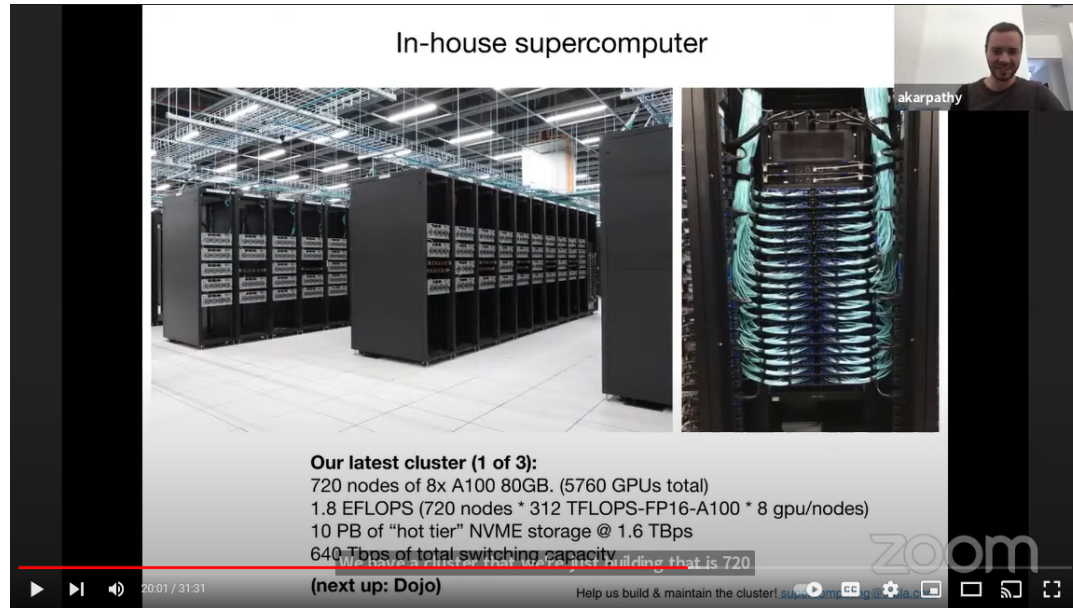 In-house supercomputer
akarpathy
Our latest cluster (1 of 3):
720 nodes of 8x A100 80GB. (5760 GPUs total)
1.8 EFLOPS (720 nodes * 312 TFLOPS-FP16-A100 * 8 gpu/nodes)
10 PB of “hot tier” NVME storage @ 1.6 TBps
640 Tbps of total switching capacity
We have a cluster that we're just building that is 720
zoom
20:01 / 31:31
(next up: Dojo)
Help us build & maintain the cluster!
CC